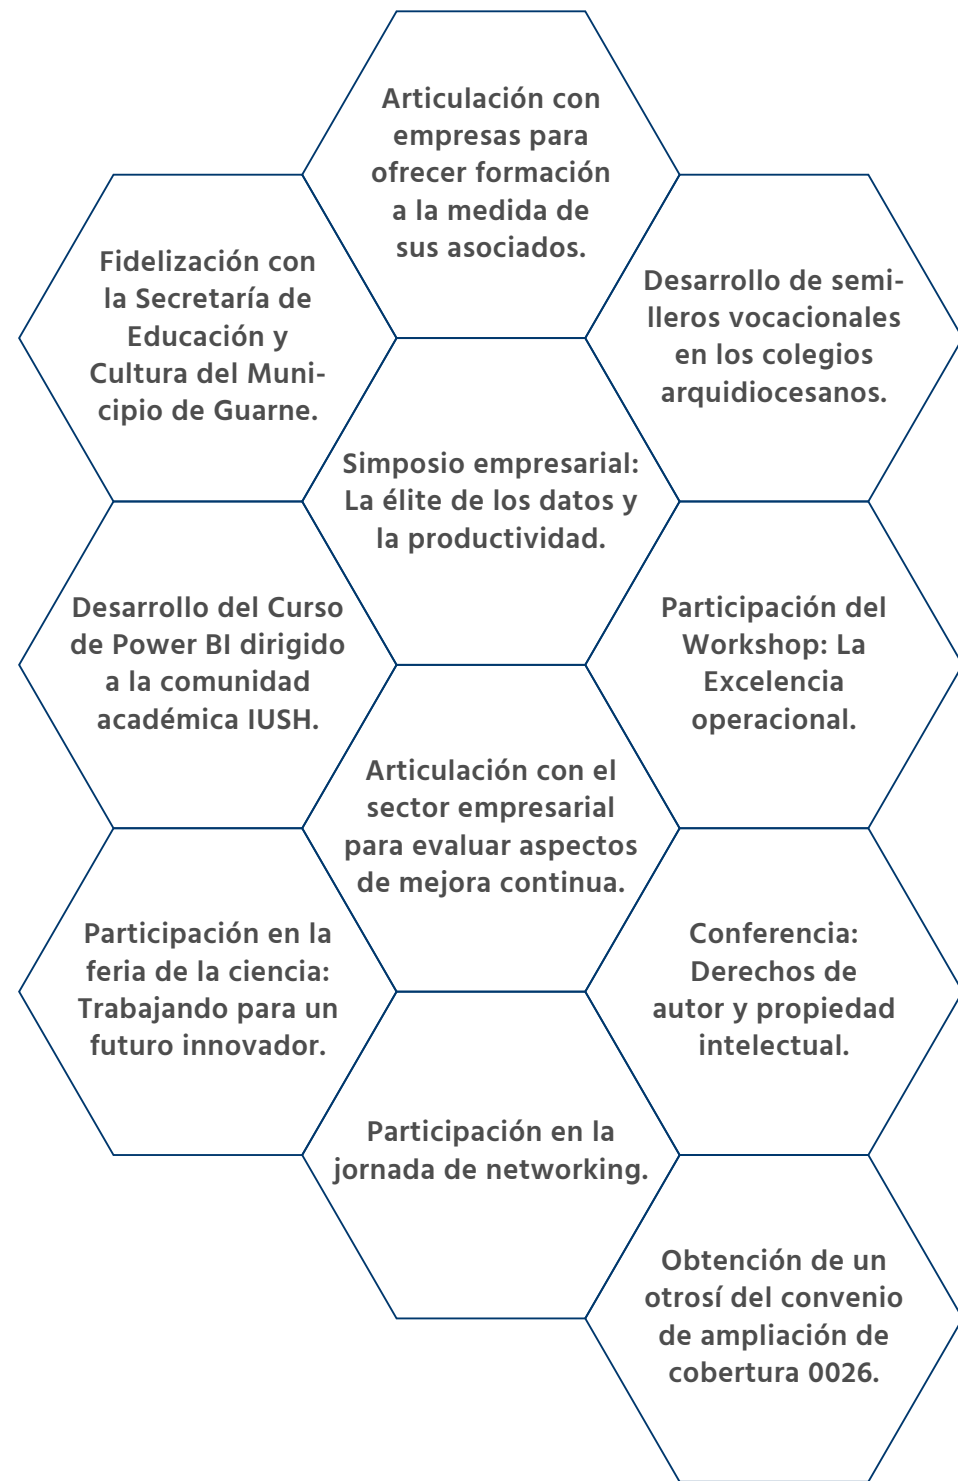 Articulación con
empresas para
ofrecer formación
a la medida de
sus asociados.
Fidelización con
la Secretaría de
Educación y
Cultura del Muni-
cipio de Guarne.
Desarrollo de semi-
lleros vocacionales
en los colegios
arquidiocesanos.
Simposio empresarial:
La élite de los datos y
la productividad.
Desarrollo del Curso
de Power BI dirigido
a la comunidad
académica IUSH.
Participación del
Workshop: La
Excelencia
operacional.
Articulación con el
sector empresarial
para evaluar aspectos
de mejora continua.
Participación en la
feria de la ciencia:
Trabajando para un
futuro innovador.
Conferencia:
Derechos de
autor y propiedad
intelectual.
Participación en la
jornada de networking.
Obtención de un
otrosí del convenio
de ampliación de
cobertura 0026.